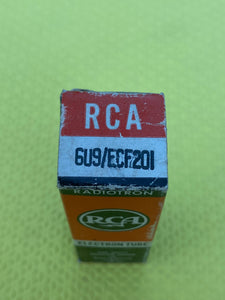 RCA
6U9/ECF201
RADIOTRON
RCA
ELECTRON TUBE